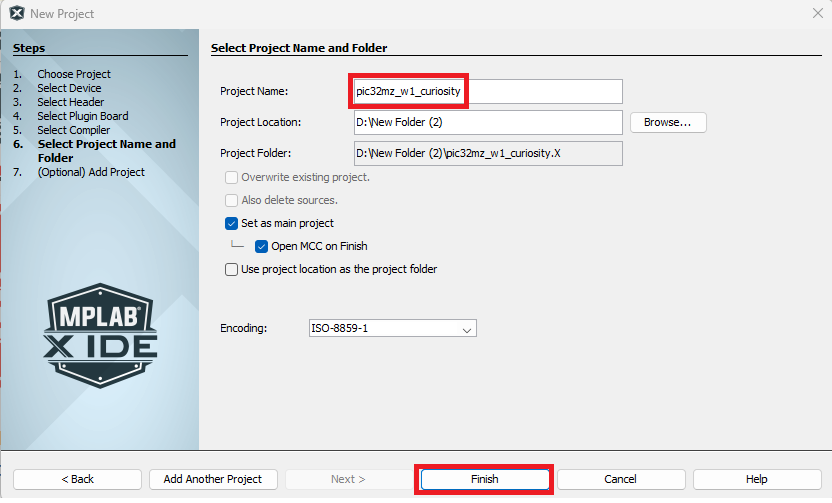 New Project
Steps
1. Choose Project
2. Select Device
3. Select Header
4. Select Plugin Board
5. Select Compiler
6. Select Project Name and
Folder
7. (Optional) Add Project
MPLAB®
X IDE
Select Project Name and Folder
Project Name: pic32mz_w1_curiosity
Project Location: D:\New Folder (2) Browse...
Project Folder: D:\New Folder (2)\pic32mz_w1_curiosity.X
Overwrite existing project.
Also delete sources.
Set as main project
Open MCC on Finish
Use project location as the project folder
Encoding: ISO-8859-1
< Back Add Another Project Next > Finish Cancel Help